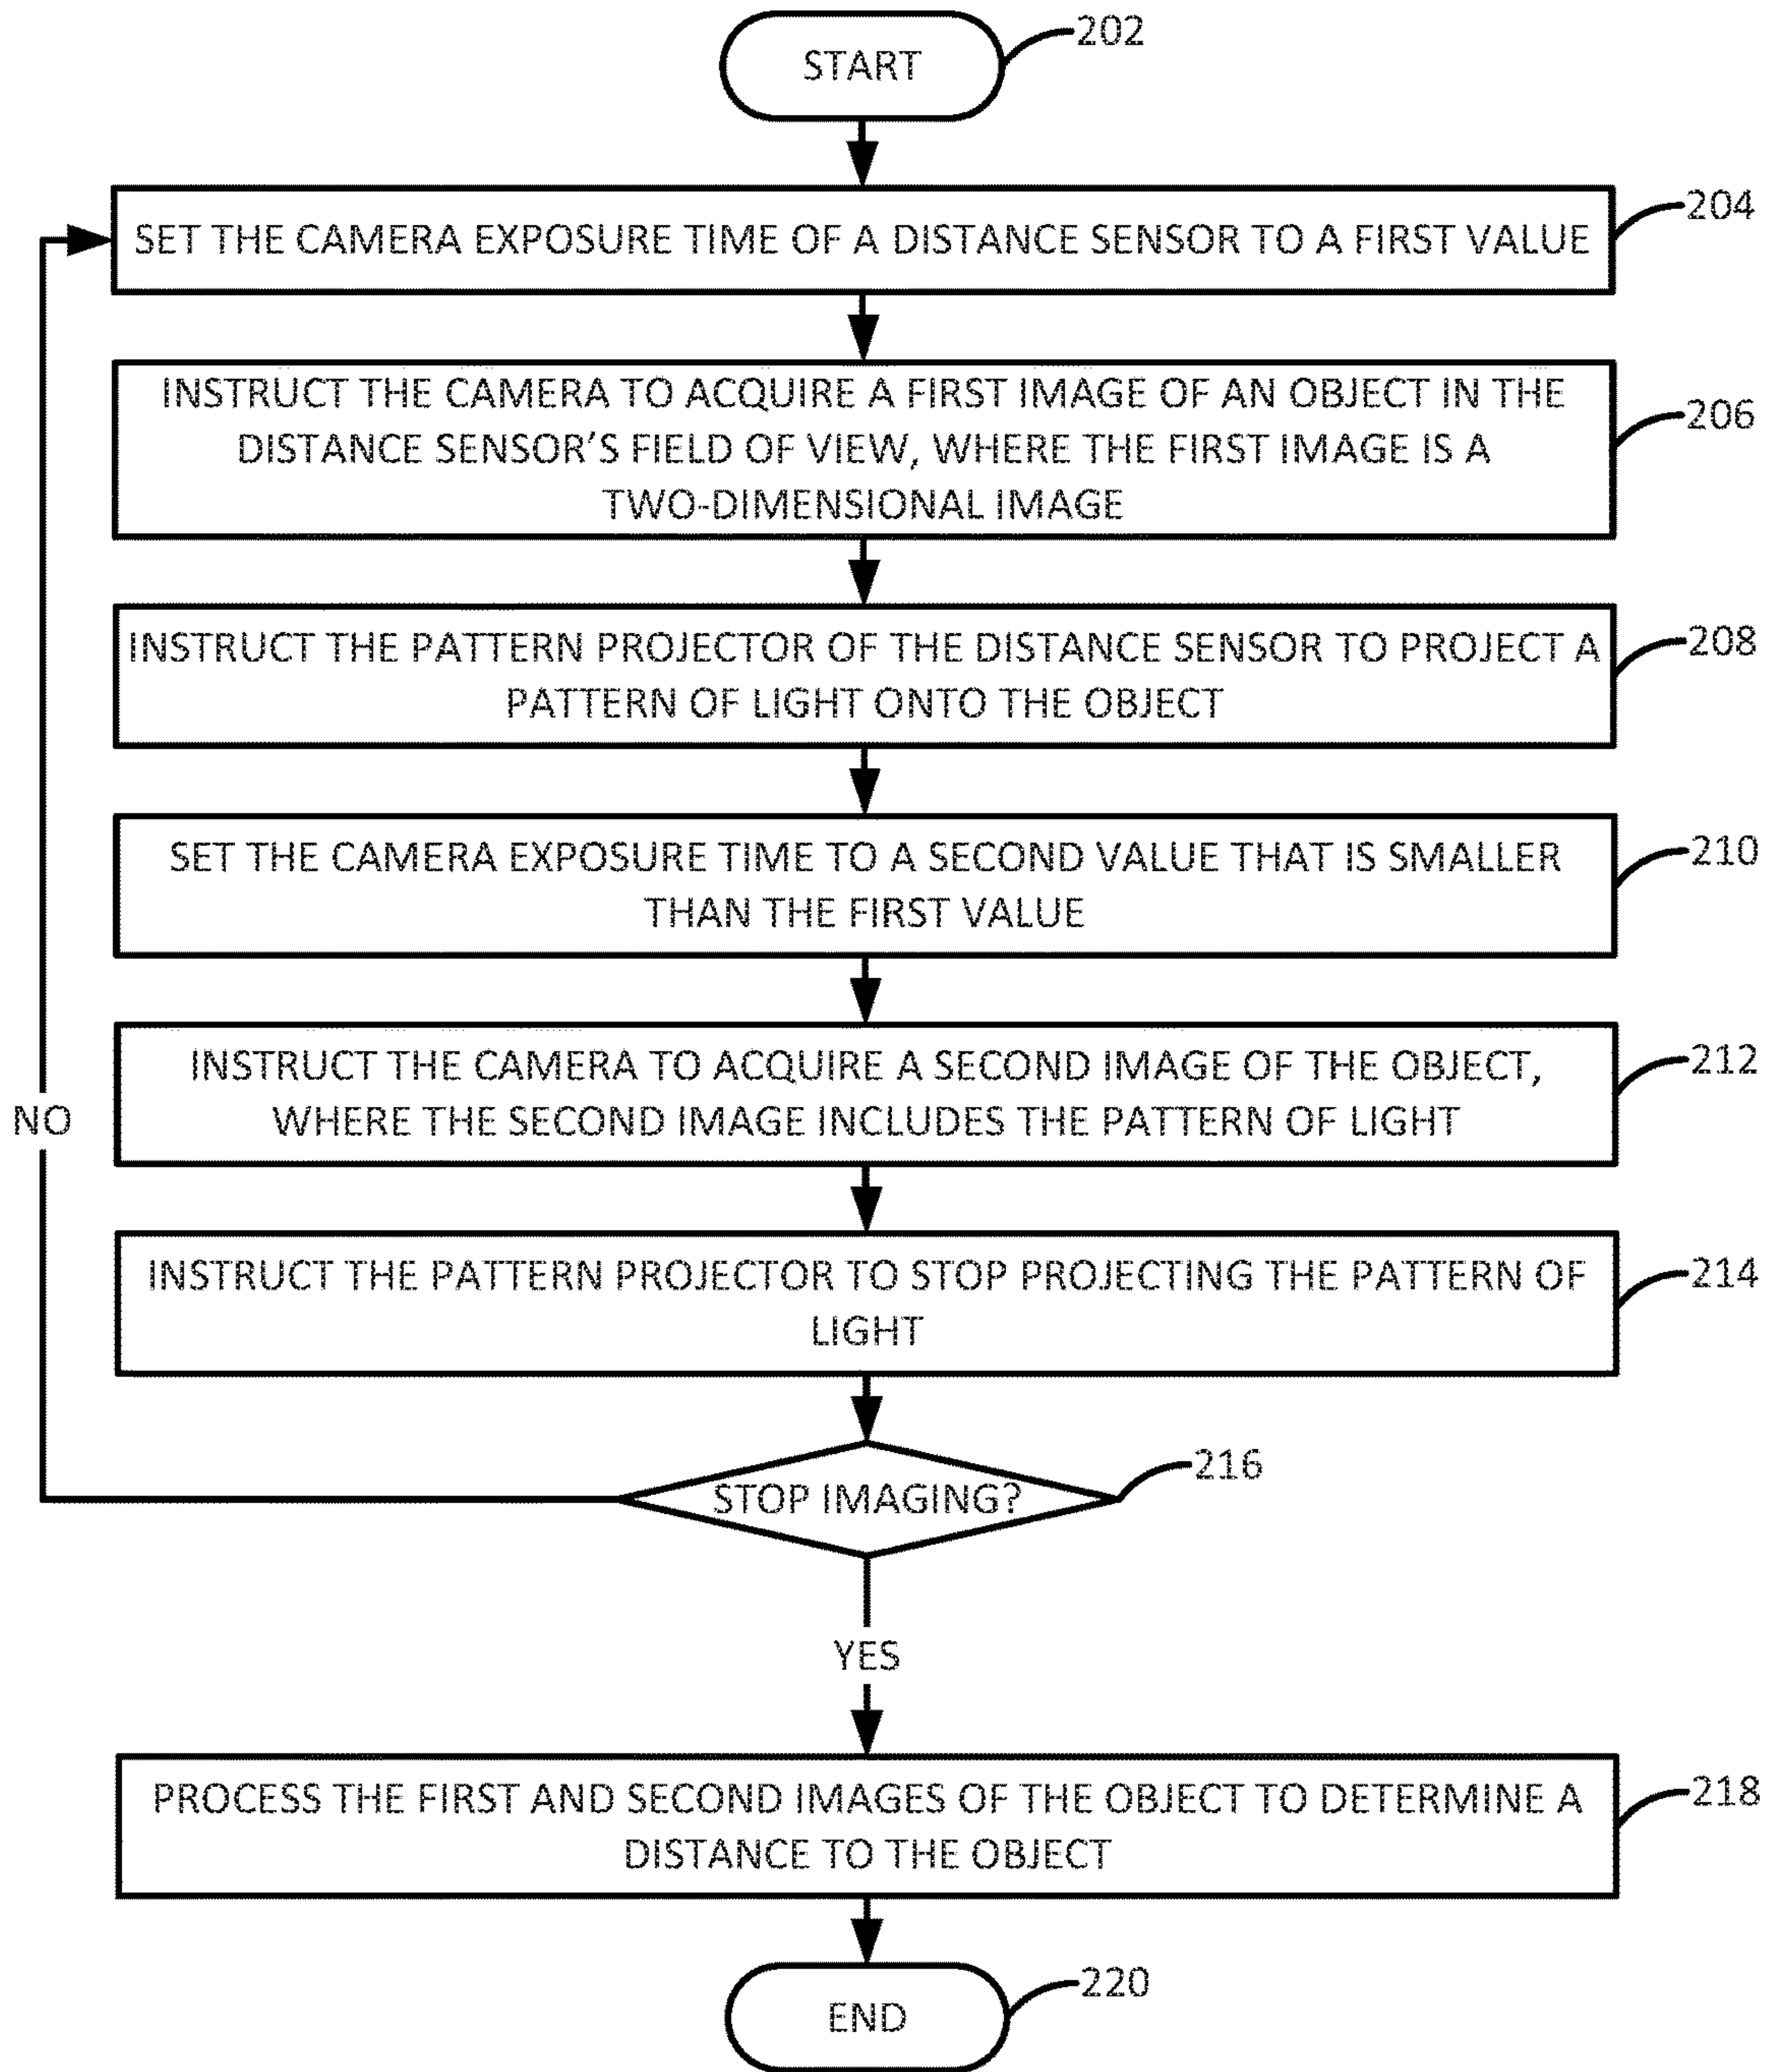 START
202
SET THE CAMERA EXPOSURE TIME OF A DISTANCE SENSOR TO A FIRST VALUE
204
INSTRUCT THE CAMERA TO ACQUIRE A FIRST IMAGE OF AN OBJECT IN THE
DISTANCE SENSOR'S FIELD OF VIEW, WHERE THE FIRST IMAGE IS A
TWO-DIMENSIONAL IMAGE
206
INSTRUCT THE PATTERN PROJECTOR OF THE DISTANCE SENSOR TO PROJECT A
PATTERN OF LIGHT ONTO THE OBJECT
208
SET THE CAMERA EXPOSURE TIME TO A SECOND VALUE THAT IS SMALLER
THAN THE FIRST VALUE
210
INSTRUCT THE CAMERA TO ACQUIRE A SECOND IMAGE OF THE OBJECT,
WHERE THE SECOND IMAGE INCLUDES THE PATTERN OF LIGHT
212
NO
INSTRUCT THE PATTERN PROJECTOR TO STOP PROJECTING THE PATTERN OF
LIGHT
214
STOP IMAGING?
216
YES
PROCESS THE FIRST AND SECOND IMAGES OF THE OBJECT TO DETERMINE A
DISTANCE TO THE OBJECT
218
END
220